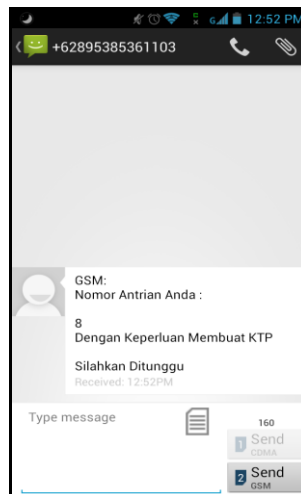 12:52 PM
+62895385361103
GSM:
Nomor Antrian Anda :
8
Dengan Keperluan Membuat KTP
Silahkan Ditunggu
Received: 12:52PM
Type message
160
1 Send
CDMA
2 Send
GSM